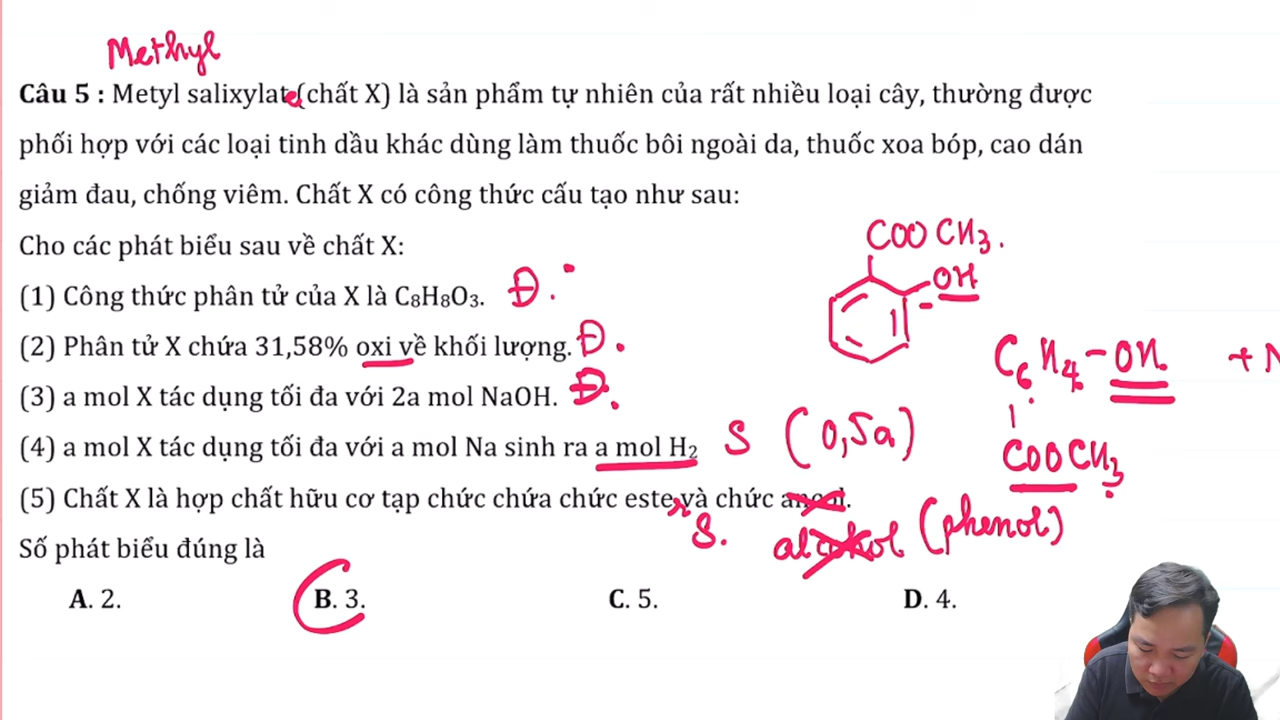 Methyl
Câu 5 : Metyl salixylate (chất X) là sản phẩm tự nhiên của rất nhiều loại cây, thường được
phối hợp với các loại tinh dầu khác dùng làm thuốc bôi ngoài da, thuốc xoa bóp, cao dán
giảm đau, chống viêm. Chất X có công thức cấu tạo như sau:
COOCH3.
Cho các phát biểu sau về chất X:
OH
(1) Công thức phân tử của X là C8H8O3. Đ.
(2) Phân tử X chứa 31,58% oxi về khối lượng. Đ.
C6H4-OH + N
(3) a mol X tác dụng tối đa với 2a mol NaOH. Đ.
(4) a mol X tác dụng tối đa với a mol Na sinh ra a mol H2 S (0,5a)
COOCH3
(5) Chất X là hợp chất hữu cơ tạp chức chứa chức ester và chức ancol.
S. alcohol (phenol)
Số phát biểu đúng là
A. 2. B. 3. C. 5. D. 4.